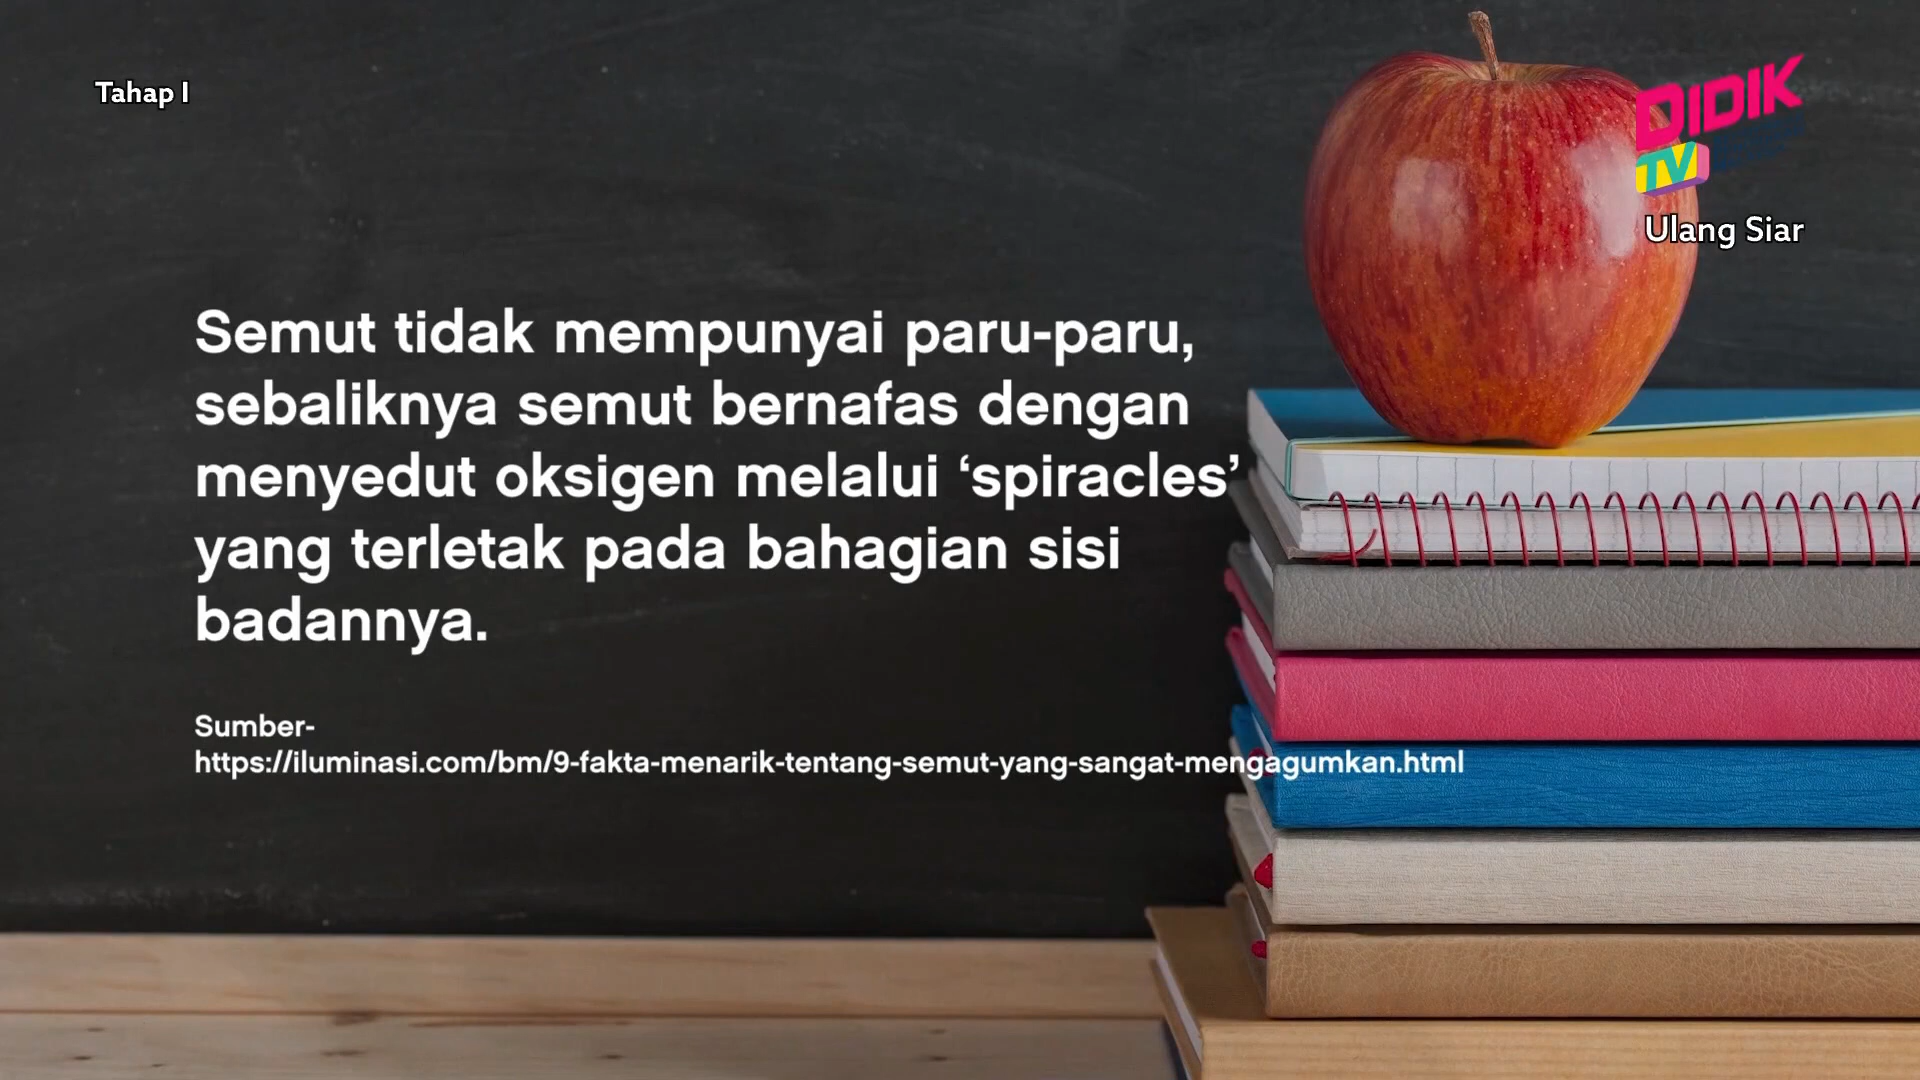 Tahap I
DIDIK
TV
Ulang Siar
Semut tidak mempunyai paru-paru,
sebaliknya semut bernafas dengan
menyedut oksigen melalui ‘spiracles’
yang terletak pada bahagian sisi
badannya.
Sumber-
https://iluminasi.com/bm/9-fakta-menarik-tentang-semut-yang-sangat-mengagumkan.html